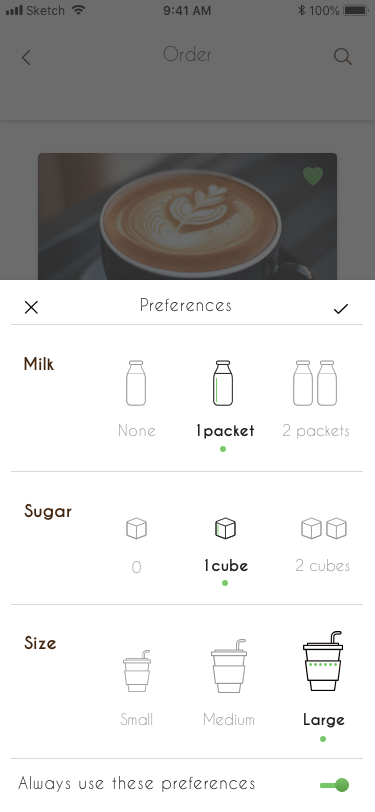 Sketch 9:41 AM 100%
Order
Preferences
Milk
None 1 packet 2 packets
Sugar
0 1 cube 2 cubes
Size
Small Medium Large
Always use these preferences